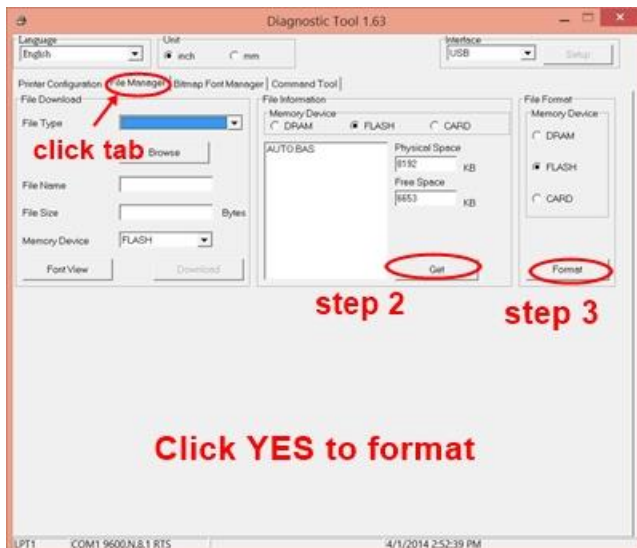 Diagnostic Tool 1.63
Language
English
Unit
inch
mm
Interface
USB
Setup
Printer Configuration
File Manager
Bitmap Font Manager
Command Tool
File Download
File Type
click tab
Browse
File Name
File Size
Bytes
Memory Device
FLASH
Font View
Download
File Information
Memory Device
DRAM
FLASH
CARD
AUTO.BAS
Physical Space
8192 KB
Free Space
6653 KB
Get
step 2
File Format
Memory Device
DRAM
FLASH
CARD
Format
step 3
Click YES to format
LPT1
COM1 9600,N,8,1 RTS
4/1/2014 2:52:39 PM